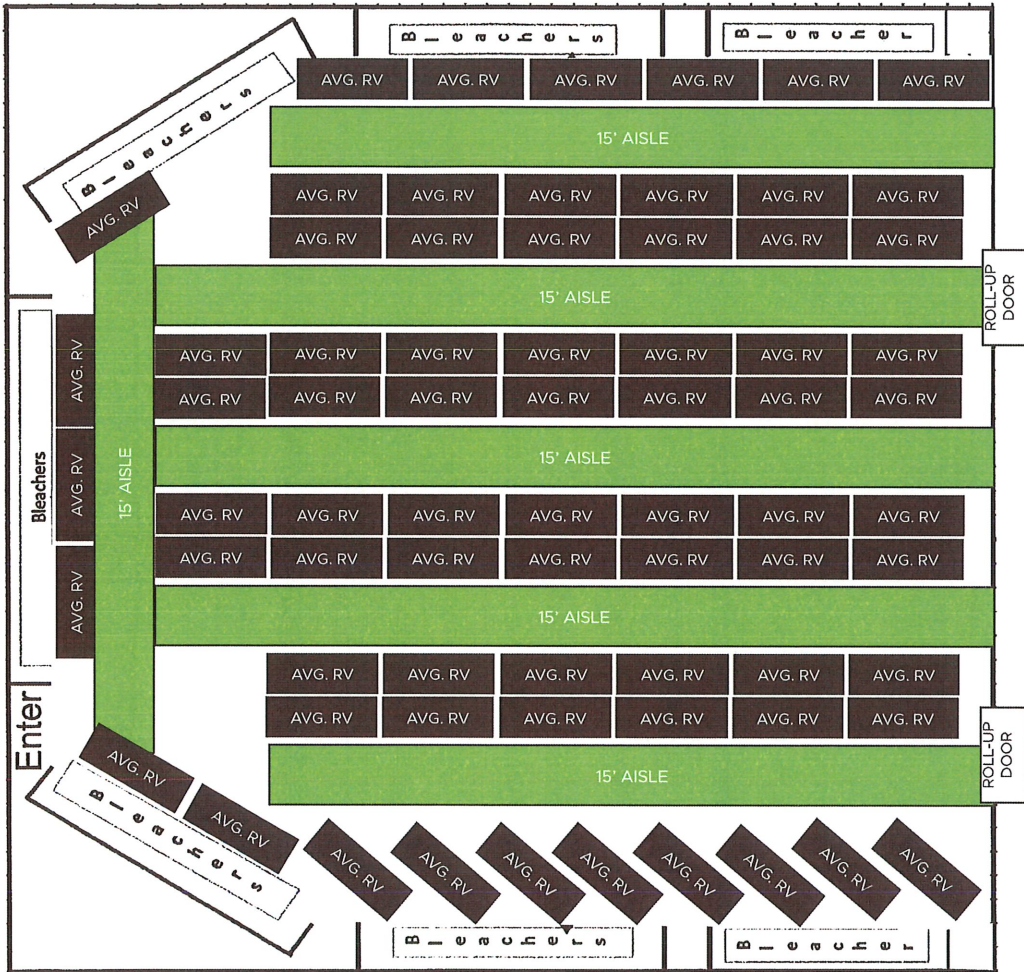 B l e a c h e r s
B l e a c h e r
AVG. RV AVG. RV AVG. RV AVG. RV AVG. RV AVG. RV
B l e a c h e r s
15' AISLE
AVG. RV AVG. RV AVG. RV AVG. RV AVG. RV AVG. RV
AVG. RV
AVG. RV AVG. RV AVG. RV AVG. RV AVG. RV AVG. RV
15' AISLE
ROLL-UP
DOOR
AVG. RV AVG. RV AVG. RV AVG. RV AVG. RV AVG. RV AVG. RV
AVG. RV AVG. RV AVG. RV AVG. RV AVG. RV AVG. RV AVG. RV
Bleachers
AVG. RV
AVG. RV
AVG. RV
15' AISLE
15' AISLE
AVG. RV AVG. RV AVG. RV AVG. RV AVG. RV AVG. RV AVG. RV
AVG. RV AVG. RV AVG. RV AVG. RV AVG. RV AVG. RV AVG. RV
15' AISLE
AVG. RV AVG. RV AVG. RV AVG. RV AVG. RV AVG. RV
AVG. RV AVG. RV AVG. RV AVG. RV AVG. RV AVG. RV
Enter
15' AISLE
ROLL-UP
DOOR
AVG. RV
AVG. RV
B l e a c h e r s
AVG. RV AVG. RV AVG. RV AVG. RV AVG. RV AVG. RV AVG. RV AVG. RV
B l e a c h e r s
B l e a c h e r